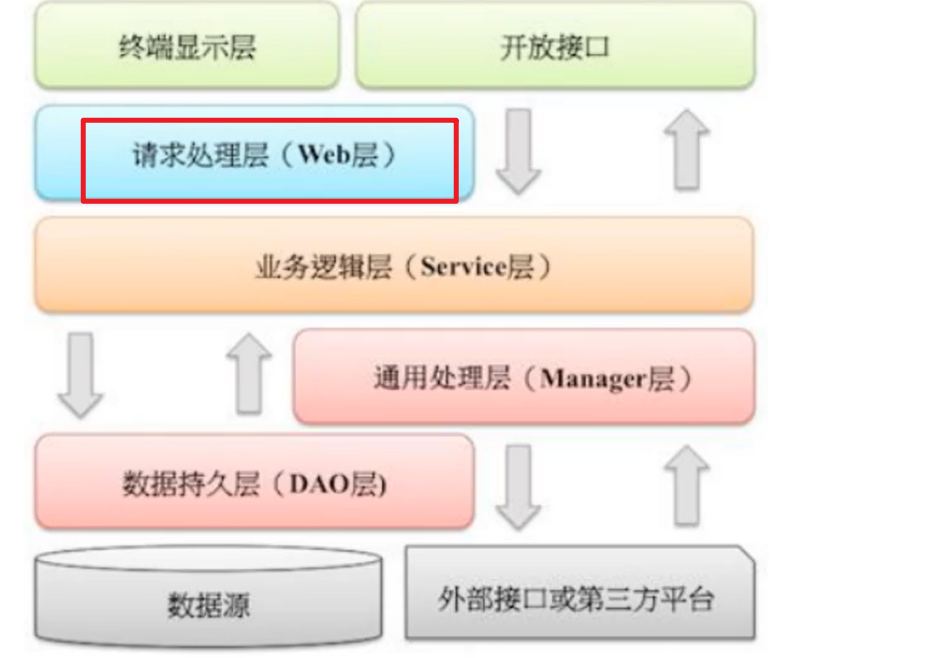 终端显示层
开放接口
请求处理层（Web层）
业务逻辑层（Service层）
通用处理层（Manager层）
数据持久层（DAO层)
数据源
外部接口或第三方平台